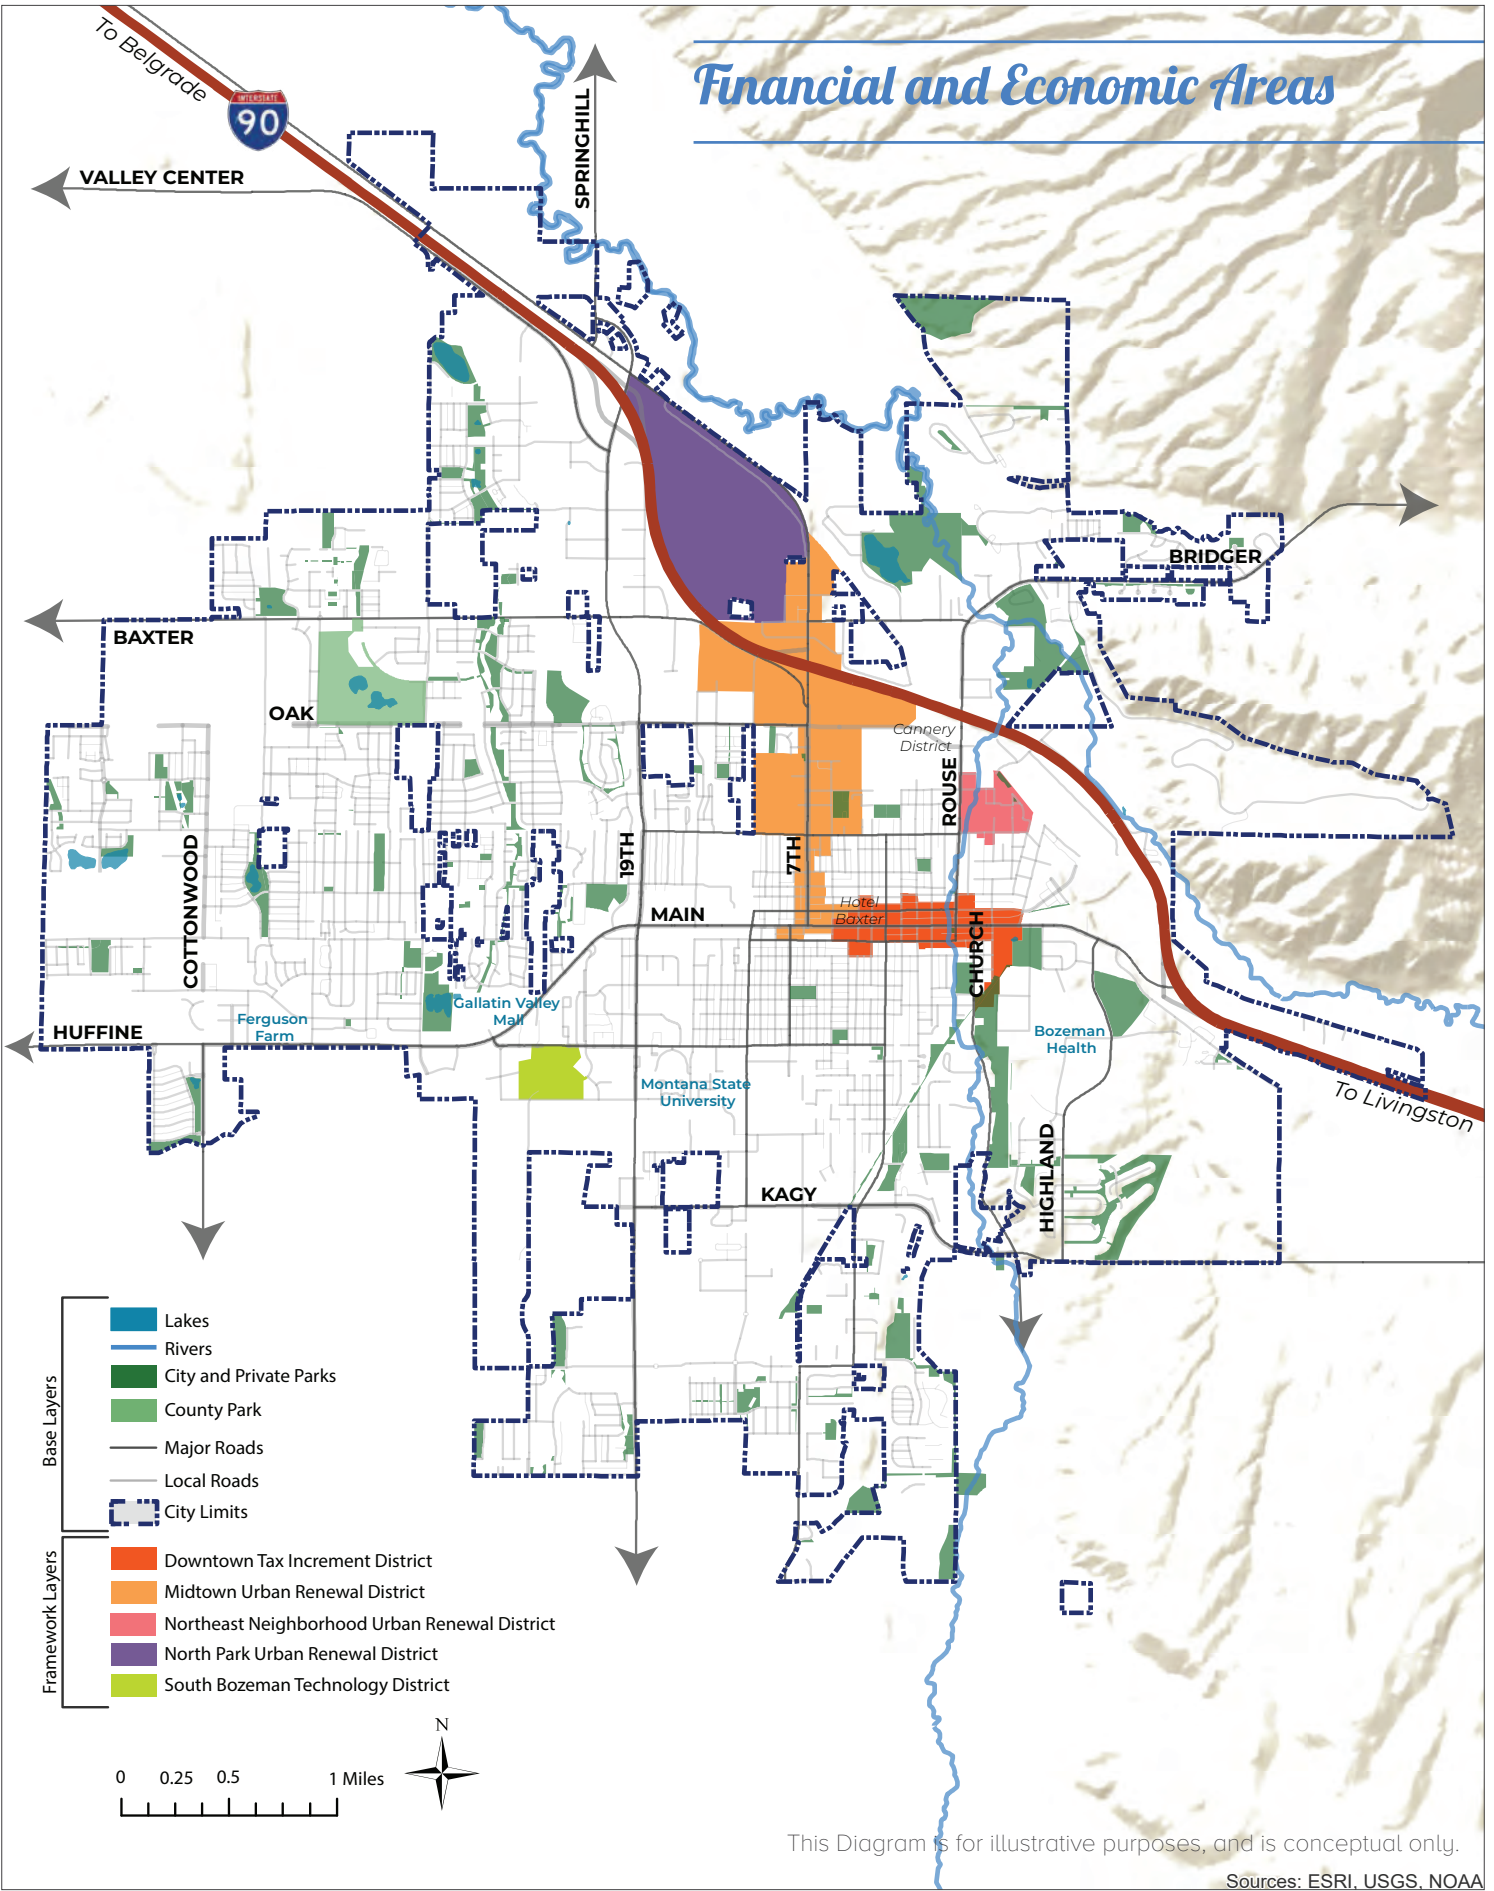 Financial and Economic Areas
To Belgrade
INTERSTATE
90
SPRINGHILL
VALLEY CENTER
BRIDGER
BAXTER
OAK
Cannery
District
ROUSE
COTTONWOOD
19TH
7TH
Hotel
Baxter
MAIN
CHURCH
Gallatin Valley
Mall
Ferguson
Farm
HUFFINE
Bozeman
Health
Montana State
University
To Livingston
HIGHLAND
KAGY
Base Layers
Lakes
Rivers
City and Private Parks
County Park
Major Roads
Local Roads
City Limits
Framework Layers
Downtown Tax Increment District
Midtown Urban Renewal District
Northeast Neighborhood Urban Renewal District
North Park Urban Renewal District
South Bozeman Technology District
N
0 0.25 0.5 1 Miles
This Diagram is for illustrative purposes, and is conceptual only.
Sources: ESRI, USGS, NOAA